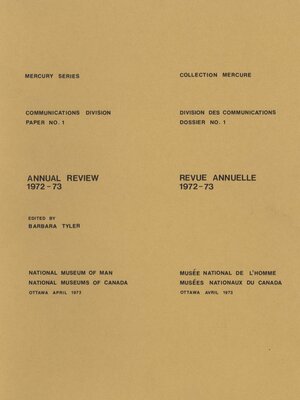 MERCURY SERIES
COLLECTION MERCURE
COMMUNICATIONS DIVISION
PAPER NO. 1
DIVISION DES COMMUNICATIONS
DOSSIER NO. 1
ANNUAL REVIEW
1972-73
REVUE ANNUELLE
1972-73
EDITED BY
BARBARA TYLER
NATIONAL MUSEUM OF MAN
NATIONAL MUSEUMS OF CANADA
OTTAWA APRIL 1973
MUSÉE NATIONAL DE L'HOMME
MUSÉES NATIONAUX DU CANADA
OTTAWA AVRIL 1973